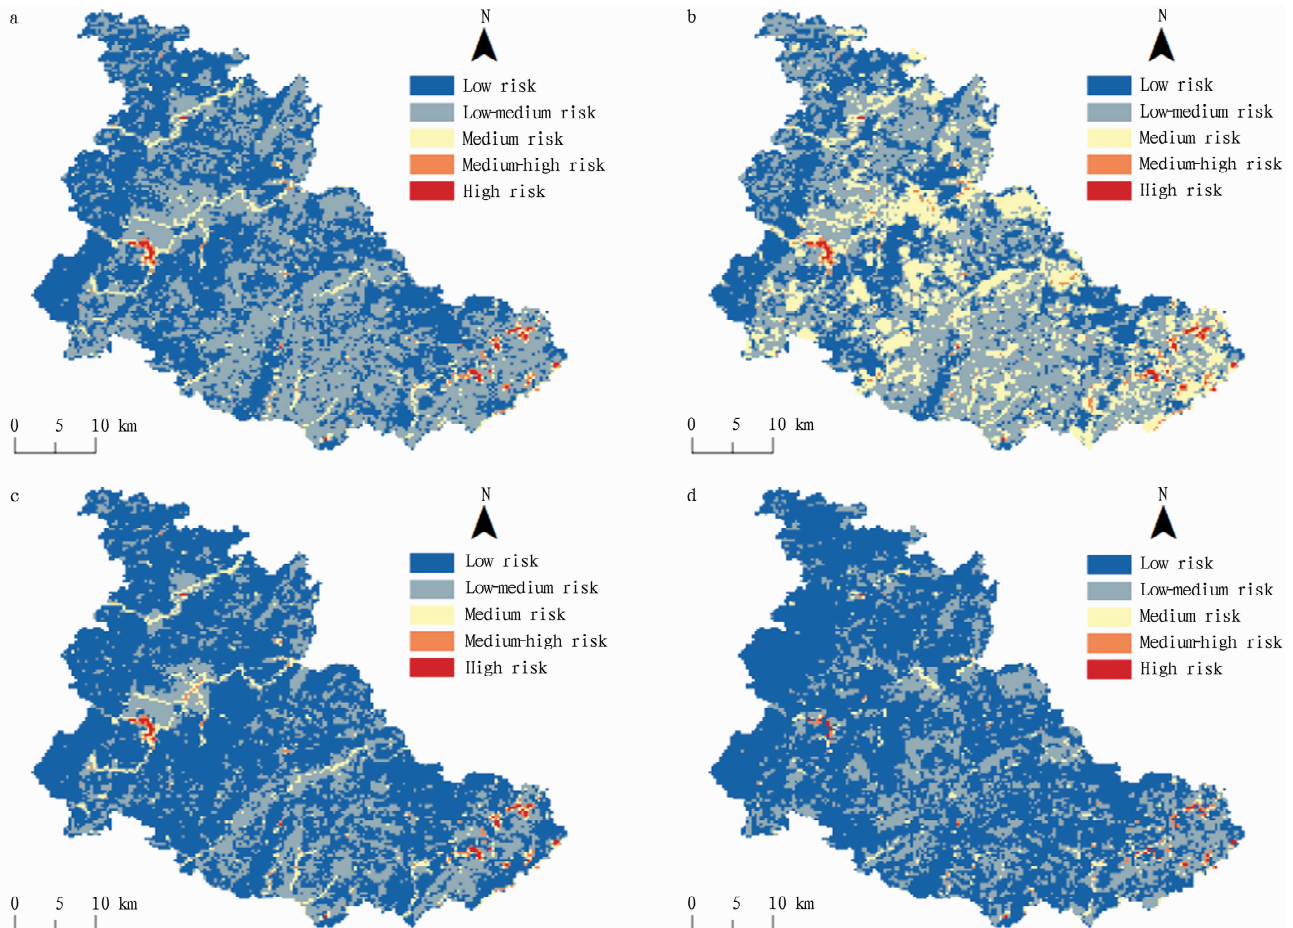 a
N
Low risk
Low-medium risk
Medium risk
Medium-high risk
High risk
0 5 10 km
b
N
Low risk
Low-medium risk
Medium risk
Medium-high risk
High risk
0 5 10 km
c
N
Low risk
Low-medium risk
Medium risk
Medium-high risk
High risk
0 5 10 km
d
N
Low risk
Low-medium risk
Medium risk
Medium-high risk
High risk
0 5 10 km